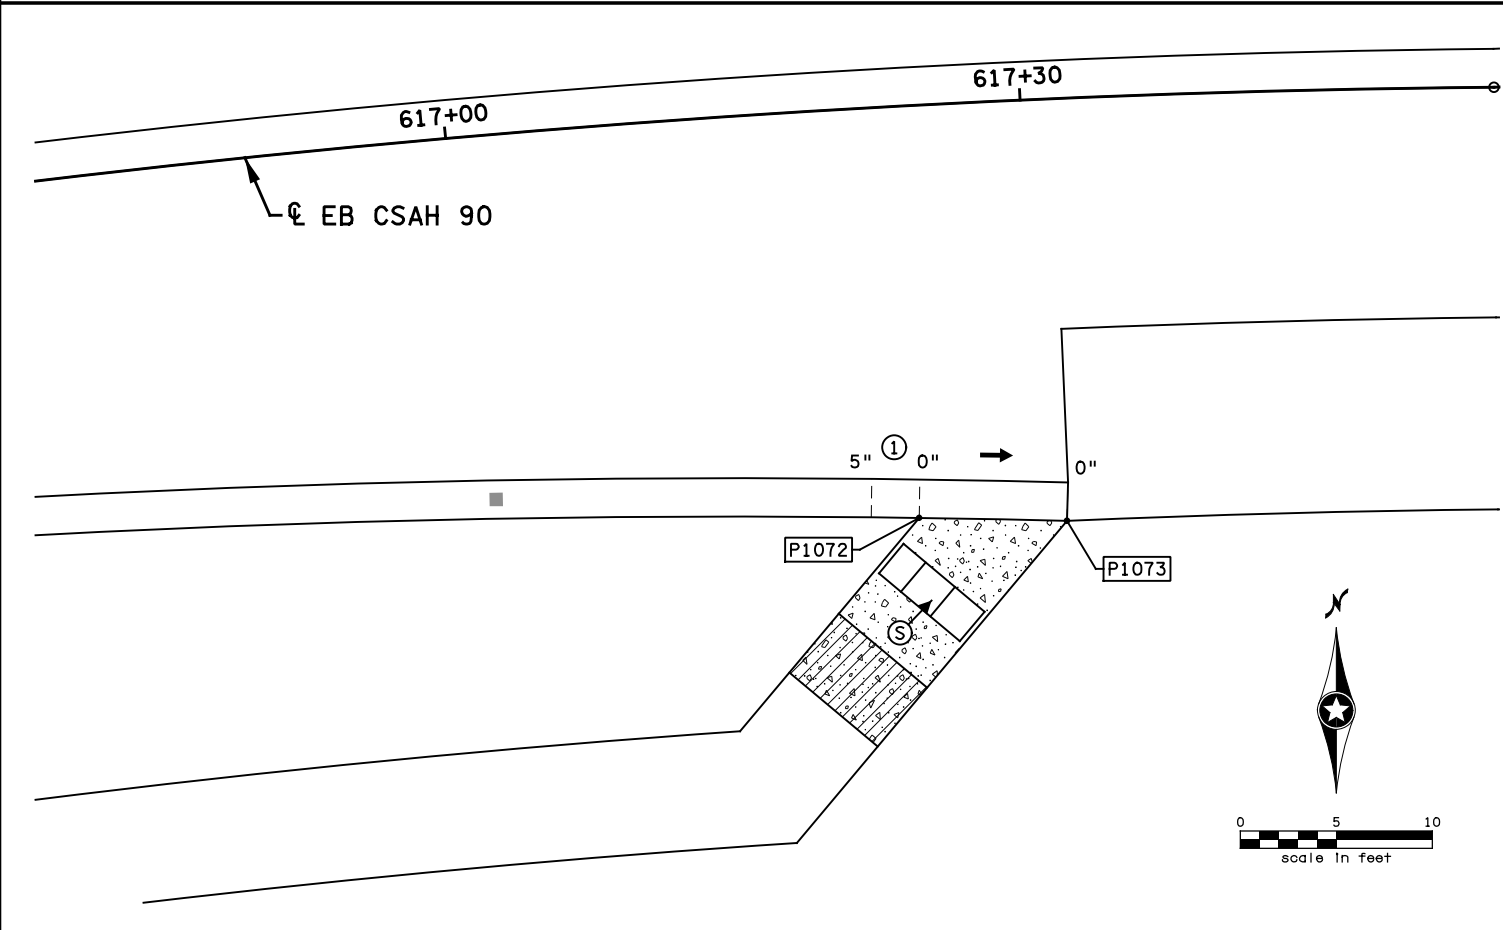 617+30
617+00
℄ EB CSAH 90
1
5" 0"
0"
P1072
P1073
S
N
0 5 10
scale in feet